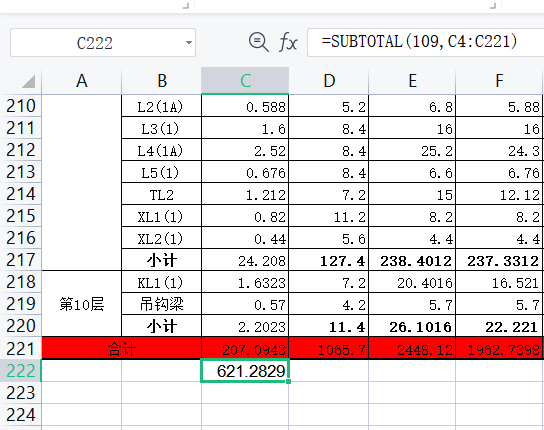 C222 fx =SUBTOTAL(109,C4:C221)
A B C D E F
210 L2(1A) 0.588 5.2 6.8 5.88
211 L3(1) 1.6 8.4 16 16
212 L4(1A) 2.52 8.4 25.2 24.3
213 L5(1) 0.676 8.4 6.6 6.76
214 TL2 1.212 7.2 15 12.12
215 XL1(1) 0.82 11.2 8.2 8.2
216 XL2(1) 0.44 5.6 4.4 4.4
217 小计 24.208 127.4 238.4012 237.3312
218 KL1(1) 1.6323 7.2 20.4016 16.521
219 第10层 吊钩梁 0.57 4.2 5.7 5.7
220 小计 2.2023 11.4 26.1016 22.221
221 合计 207.0943 1065.7 2448.12 1962.7398
222 621.2829
223
224